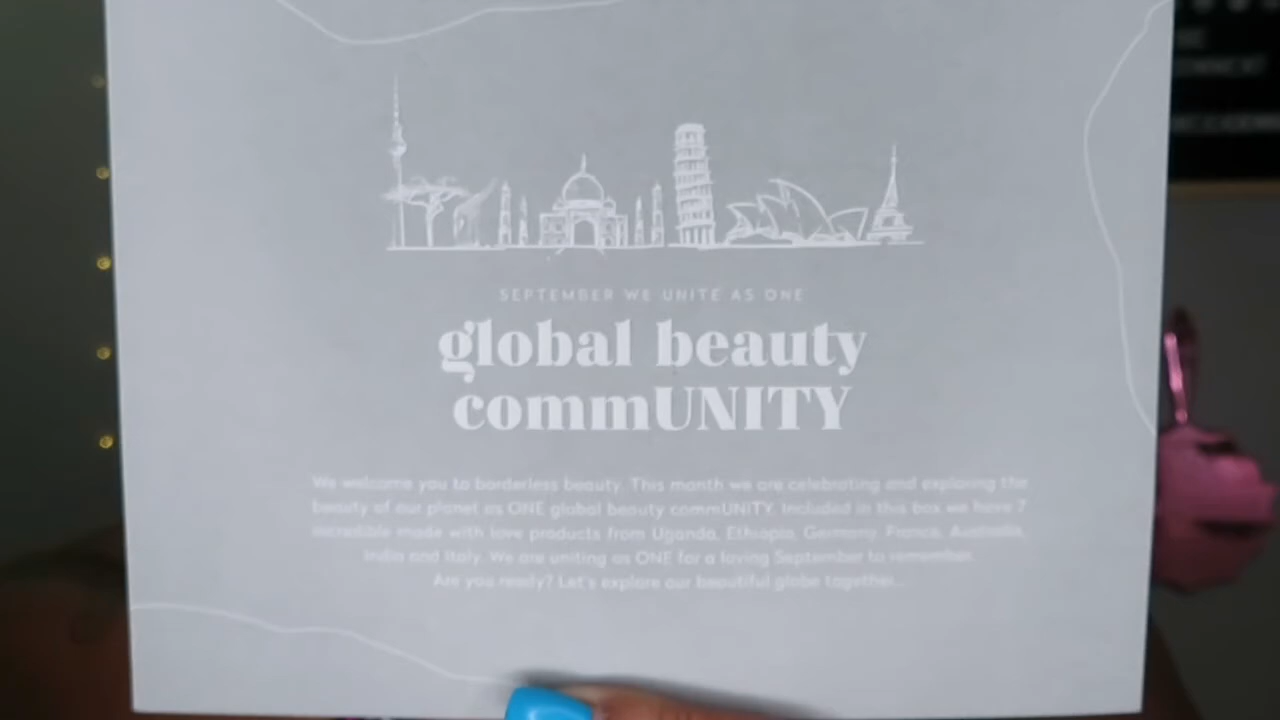 SEPTEMBER WE UNITE AS ONE
global beauty
commUNITY
We welcome you to borderless beauty. This month we are celebrating and exploring the
beauty of our planet as ONE global beauty commUNITY. Included in this box we have 7
incredible made with love products from Uganda, Ethiopia, Germany, France, Australia,
India and Italy. We are uniting as ONE for a loving September to remember.
Are you ready? Let's explore our beautiful globe together...